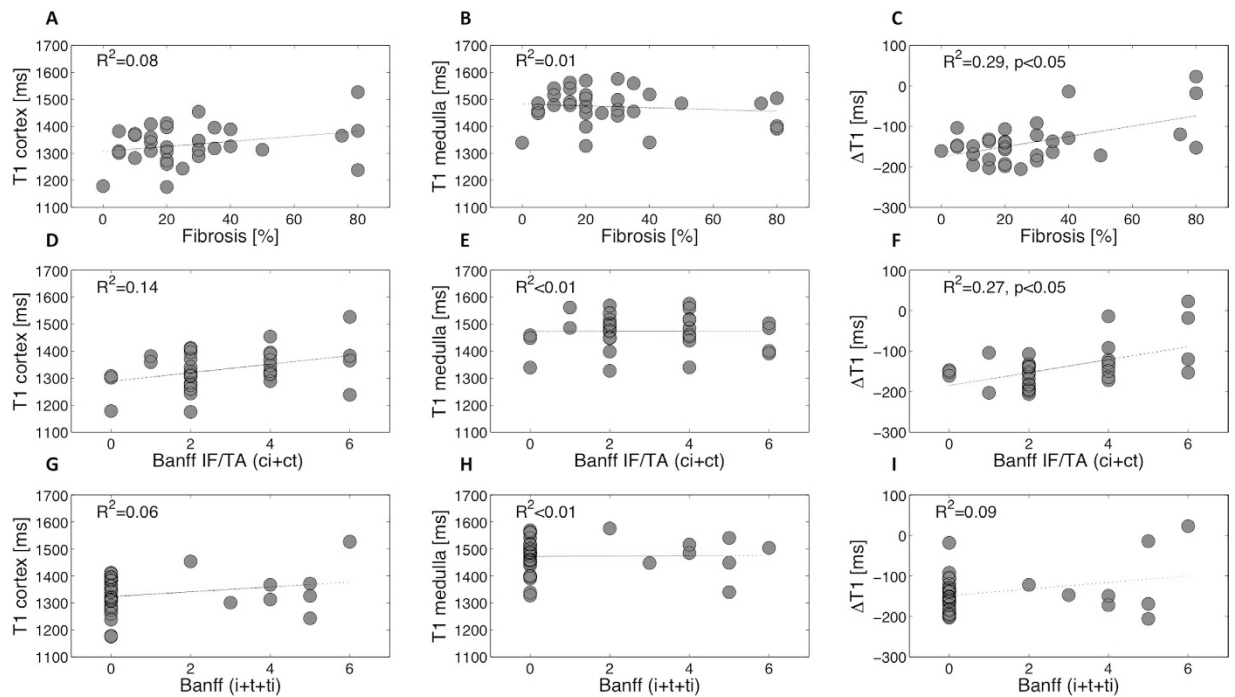 A
R²=0.08
T1 cortex [ms]
1700
1600
1500
1400
1300
1200
1100
0 20 40 60 80
Fibrosis [%]
B
R²=0.01
T1 medulla [ms]
1700
1600
1500
1400
1300
1200
1100
0 20 40 60 80
Fibrosis [%]
C
R²=0.29, p<0.05
ΔT1 [ms]
100
0
−100
−200
−300
0 20 40 60 80
Fibrosis [%]
D
R²=0.14
T1 cortex [ms]
1700
1600
1500
1400
1300
1200
1100
0 2 4 6
Banff IF/TA (ci+ct)
E
R²<0.01
T1 medulla [ms]
1700
1600
1500
1400
1300
1200
1100
0 2 4 6
Banff IF/TA (ci+ct)
F
R²=0.27, p<0.05
ΔT1 [ms]
100
0
−100
−200
−300
0 2 4 6
Banff IF/TA (ci+ct)
G
R²=0.06
T1 cortex [ms]
1700
1600
1500
1400
1300
1200
1100
0 2 4 6
Banff (i+t+ti)
H
R²<0.01
T1 medulla [ms]
1700
1600
1500
1400
1300
1200
1100
0 2 4 6
Banff (i+t+ti)
I
R²=0.09
ΔT1 [ms]
100
0
−100
−200
−300
0 2 4 6
Banff (i+t+ti)